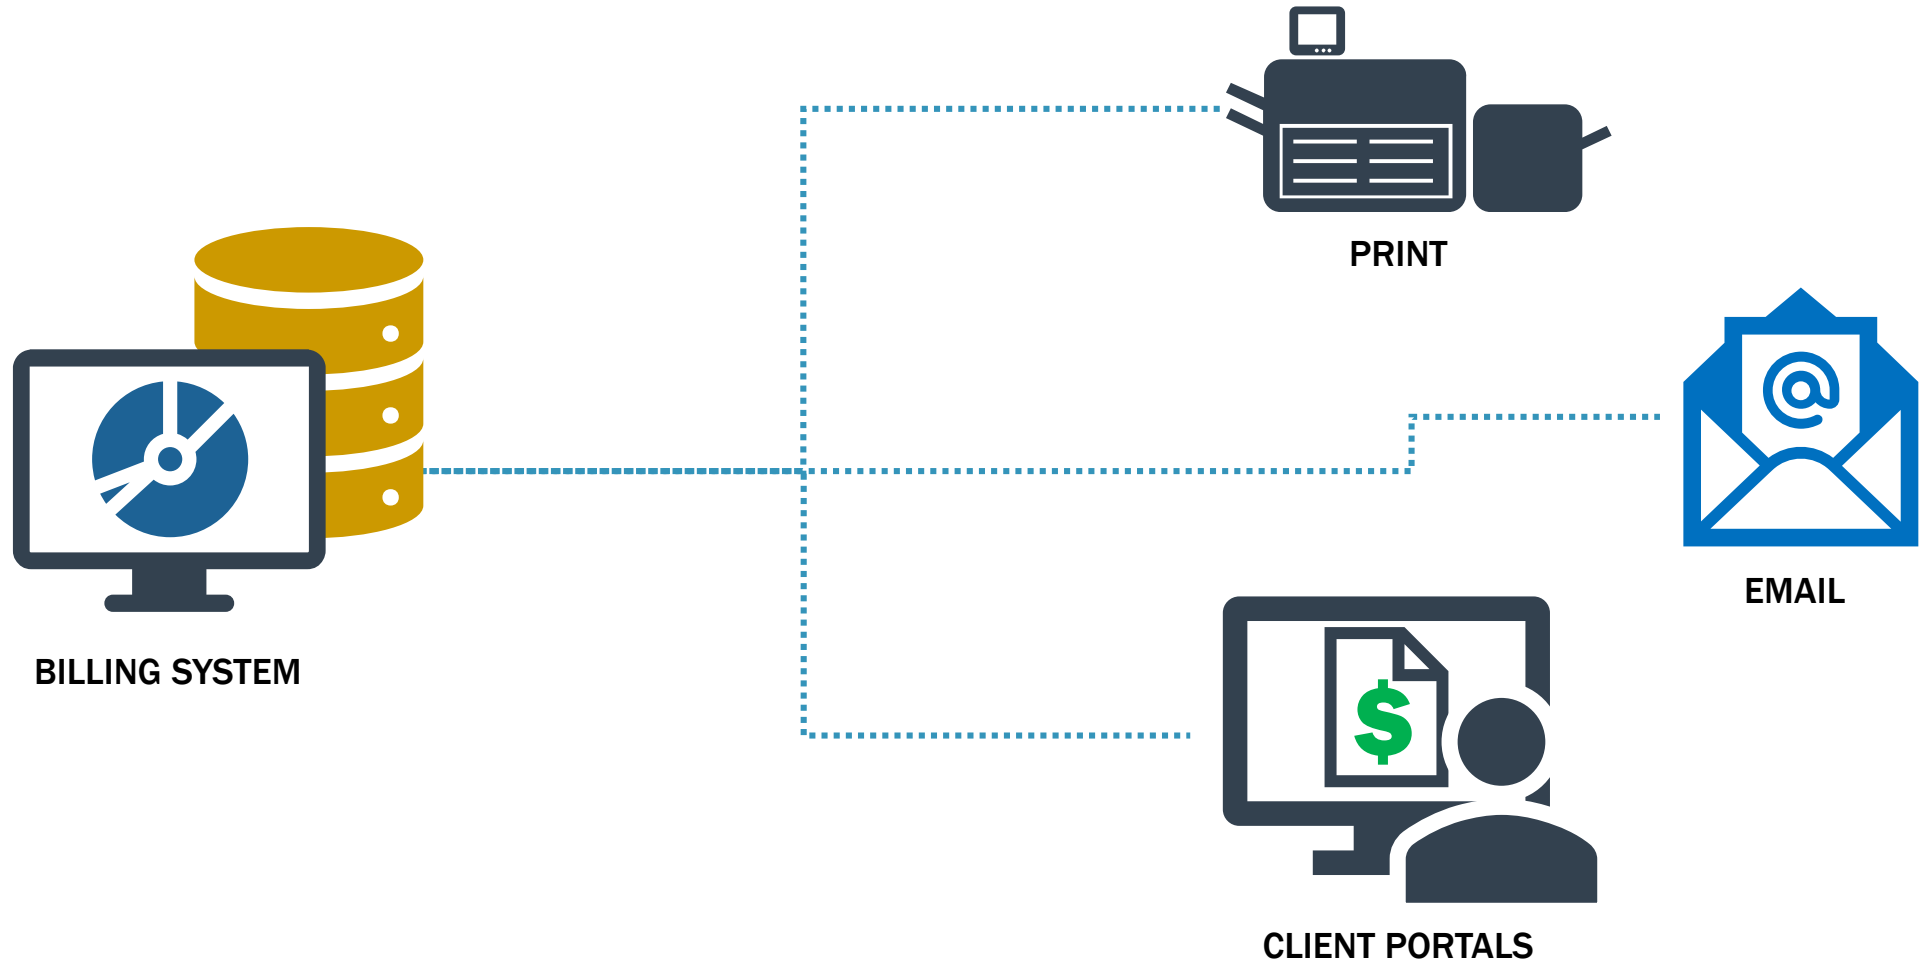 PRINT
EMAIL
BILLING SYSTEM
$
CLIENT PORTALS
@